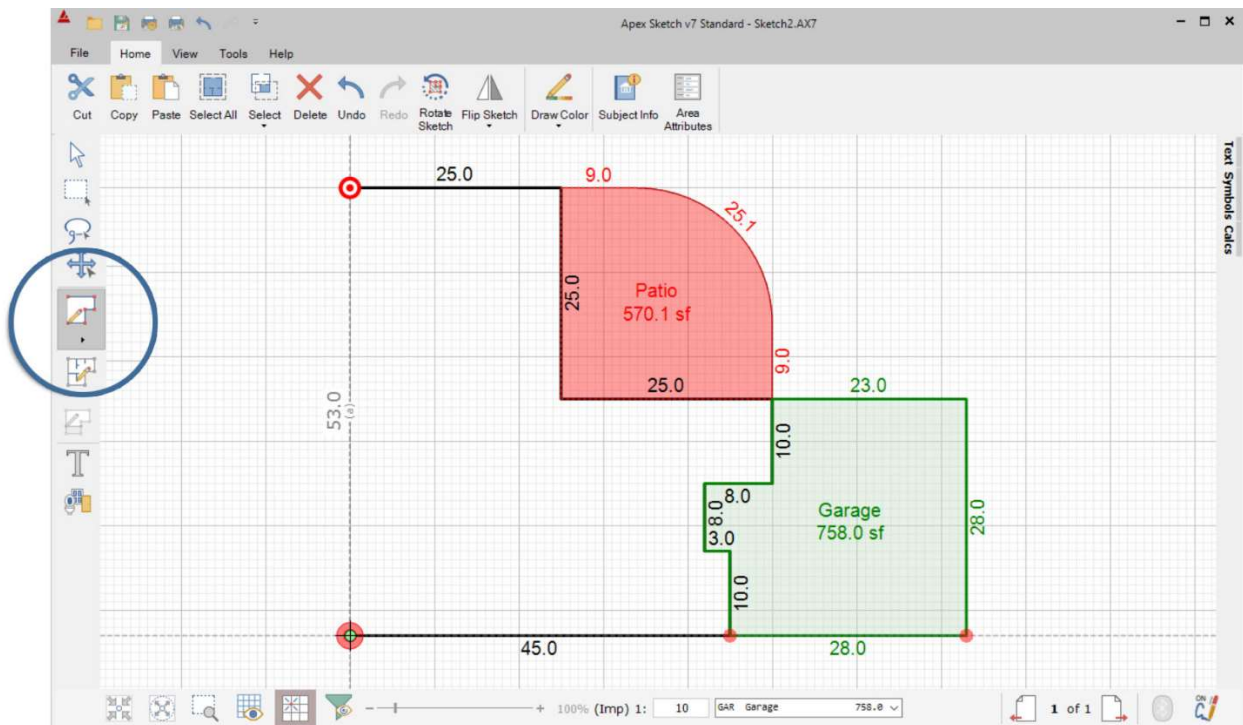 Apex Sketch v7 Standard - Sketch2.AX7
File Home View Tools Help
Cut Copy Paste Select All Select Delete Undo Redo Rotate Sketch Flip Sketch Draw Color Subject Info Area Attributes
Text Symbols Calcs
25.0
9.0
25.1
25.0
Patio
570.1 sf
9.0
25.0
23.0
53.0
(a)
10.0
8.0
8.0
3.0
Garage
758.0 sf
28.0
10.0
45.0
28.0
100% (Imp) 1: 10 GAR Garage 758.0
1 of 1
ON